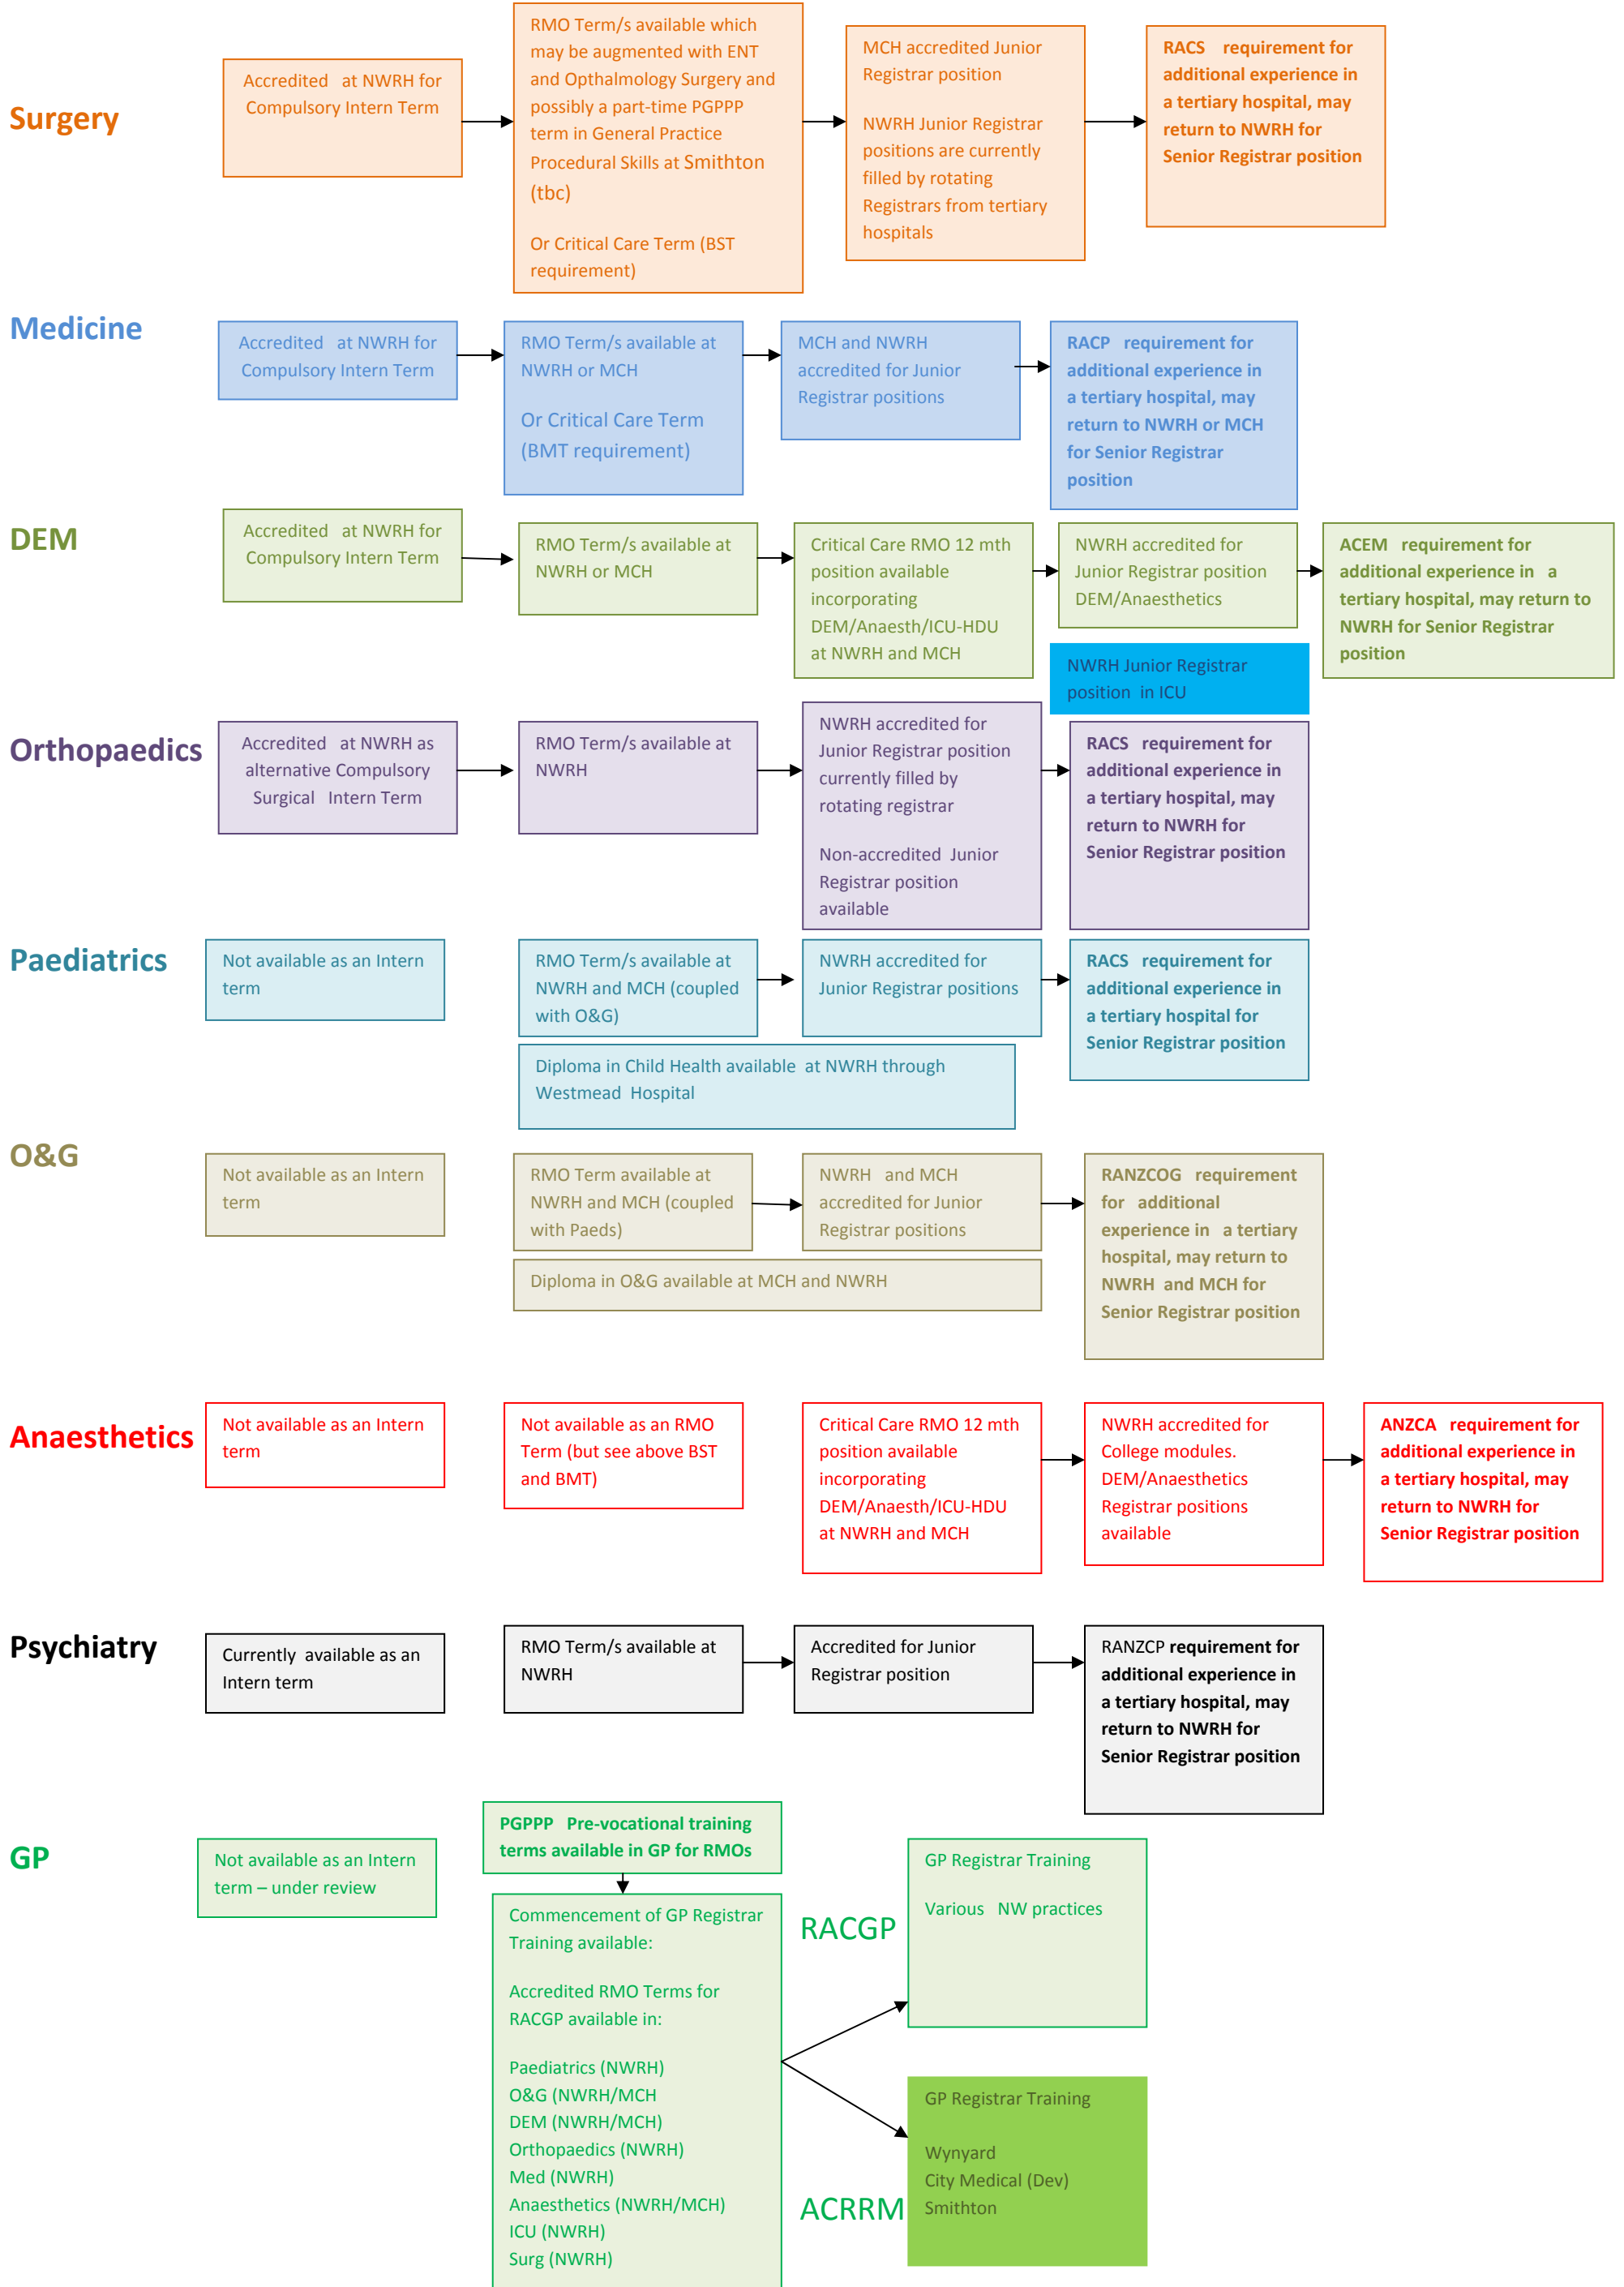 Surgery
Accredited at NWRH for
Compulsory Intern Term
RMO Term/s available which
may be augmented with ENT
and Opthalmology Surgery and
possibly a part-time PGPPP
term in General Practice
Procedural Skills at Smithton
(tbc)
Or Critical Care Term (BST
requirement)
MCH accredited Junior
Registrar position
NWRH Junior Registrar
positions are currently
filled by rotating
Registrars from tertiary
hospitals
RACS requirement for
additional experience in
a tertiary hospital, may
return to NWRH for
Senior Registrar position
Medicine
Accredited at NWRH for
Compulsory Intern Term
RMO Term/s available at
NWRH or MCH
Or Critical Care Term
(BMT requirement)
MCH and NWRH
accredited for Junior
Registrar positions
RACP requirement for
additional experience in
a tertiary hospital, may
return to NWRH or MCH
for Senior Registrar
position
DEM
Accredited at NWRH for
Compulsory Intern Term
RMO Term/s available at
NWRH or MCH
Critical Care RMO 12 mth
position available
incorporating
DEM/Anaesth/ICU-HDU
at NWRH and MCH
NWRH accredited for
Junior Registrar position
DEM/Anaesthetics
ACEM requirement for
additional experience in a
tertiary hospital, may return to
NWRH for Senior Registrar
position
NWRH Junior Registrar
position in ICU
Orthopaedics
Accredited at NWRH as
alternative Compulsory
Surgical Intern Term
RMO Term/s available at
NWRH
NWRH accredited for
Junior Registrar position
currently filled by
rotating registrar
Non-accredited Junior
Registrar position
available
RACS requirement for
additional experience in
a tertiary hospital, may
return to NWRH for
Senior Registrar position
Paediatrics
Not available as an Intern
term
RMO Term/s available at
NWRH and MCH (coupled
with O&G)
NWRH accredited for
Junior Registrar positions
RACS requirement for
additional experience in
a tertiary hospital for
Senior Registrar position
Diploma in Child Health available at NWRH through
Westmead Hospital
O&G
Not available as an Intern
term
RMO Term available at
NWRH and MCH (coupled
with Paeds)
NWRH and MCH
accredited for Junior
Registrar positions
RANZCOG requirement
for additional
experience in a tertiary
hospital, may return to
NWRH and MCH for
Senior Registrar position
Diploma in O&G available at MCH and NWRH
Anaesthetics
Not available as an Intern
term
Not available as an RMO
Term (but see above BST
and BMT)
Critical Care RMO 12 mth
position available
incorporating
DEM/Anaesth/ICU-HDU
at NWRH and MCH
NWRH accredited for
College modules.
DEM/Anaesthetics
Registrar positions
available
ANZCA requirement for
additional experience in
a tertiary hospital, may
return to NWRH for
Senior Registrar position
Psychiatry
Currently available as an
Intern term
RMO Term/s available at
NWRH
Accredited for Junior
Registrar position
RANZCP requirement for
additional experience in
a tertiary hospital, may
return to NWRH for
Senior Registrar position
GP
Not available as an Intern
term – under review
PGPPP Pre-vocational training
terms available in GP for RMOs
Commencement of GP Registrar
Training available:
Accredited RMO Terms for
RACGP available in:
Paediatrics (NWRH)
O&G (NWRH/MCH
DEM (NWRH/MCH)
Orthopaedics (NWRH)
Med (NWRH)
Anaesthetics (NWRH/MCH)
ICU (NWRH)
Surg (NWRH)
RACGP
GP Registrar Training
Various NW practices
ACRRM
GP Registrar Training
Wynyard
City Medical (Dev)
Smithton